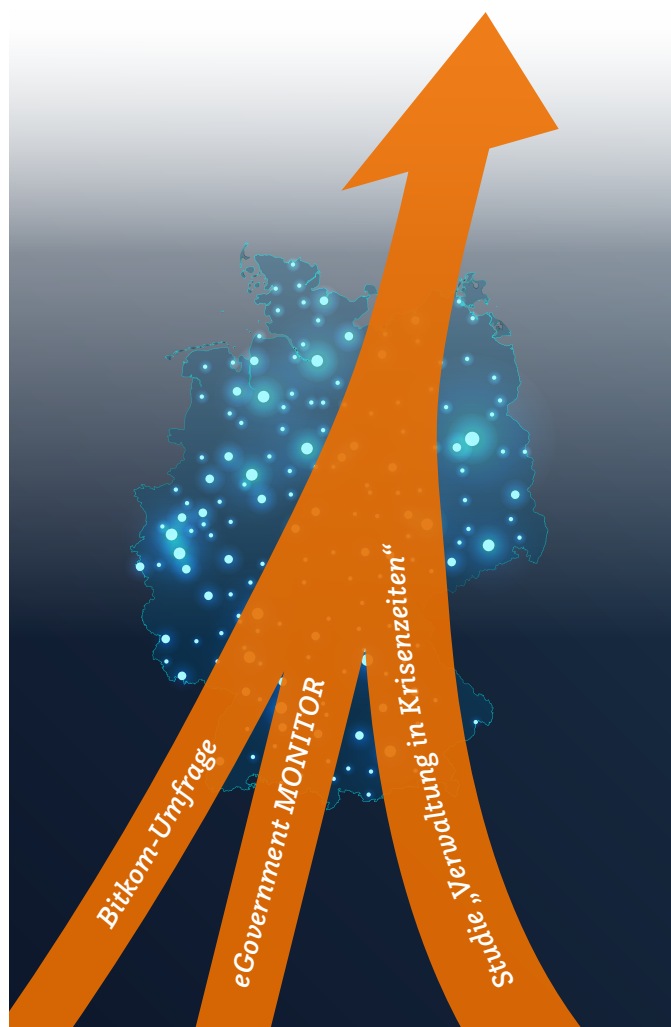 Bitkom-Umfrage
eGovernment MONITOR
Studie „Verwaltung in Krisenzeiten“